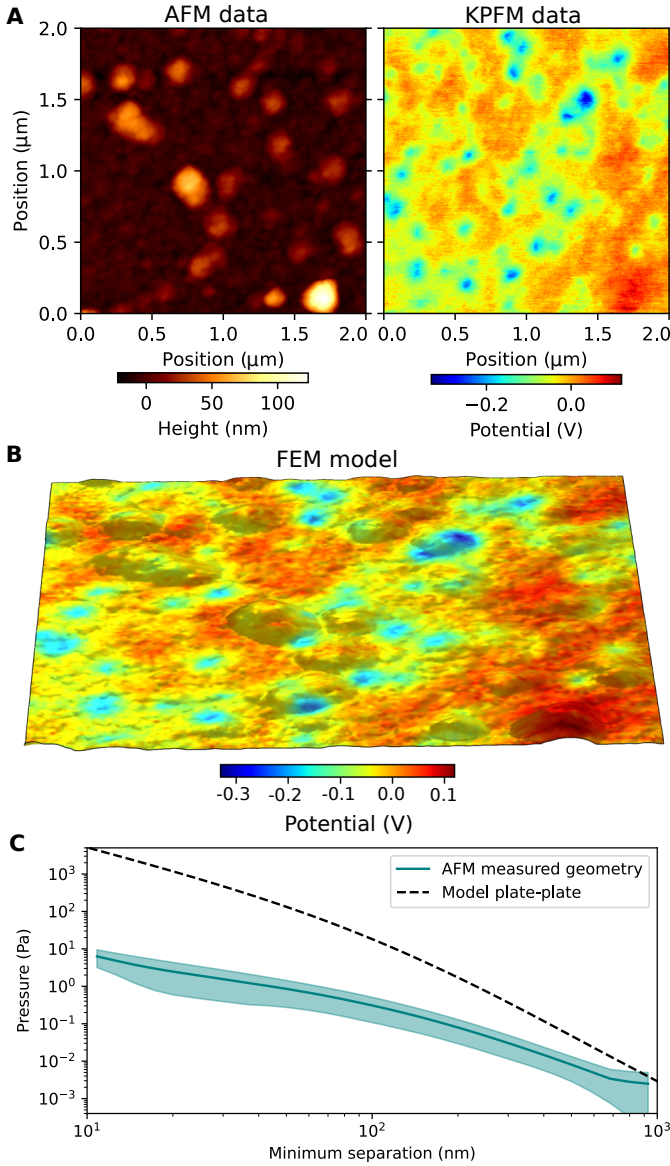 A
AFM data
KPFM data
2.0
1.5
1.0
0.5
0.0
Position (µm)
0.0 0.5 1.0 1.5 2.0
0.0 0.5 1.0 1.5 2.0
Position (µm)
Position (µm)
0 50 100
−0.2 0.0
Height (nm)
Potential (V)
B
FEM model
-0.3 -0.2 -0.1 0.0 0.1
Potential (V)
C
AFM measured geometry
Model plate-plate
10³
10²
10¹
10⁰
10⁻¹
10⁻²
10⁻³
Pressure (Pa)
10¹ 10² 10³
Minimum separation (nm)